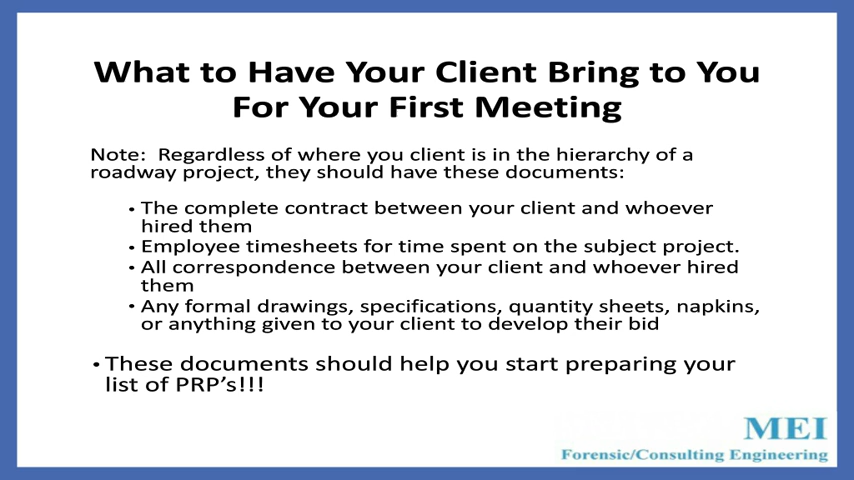 What to Have Your Client Bring to You
For Your First Meeting
Note:  Regardless of where you client is in the hierarchy of a
roadway project, they should have these documents:
• The complete contract between your client and whoever
hired them
• Employee timesheets for time spent on the subject project.
• All correspondence between your client and whoever hired
them
• Any formal drawings, specifications, quantity sheets, napkins,
or anything given to your client to develop their bid
• These documents should help you start preparing your
list of PRP’s!!!
MEI
Forensic/Consulting Engineering